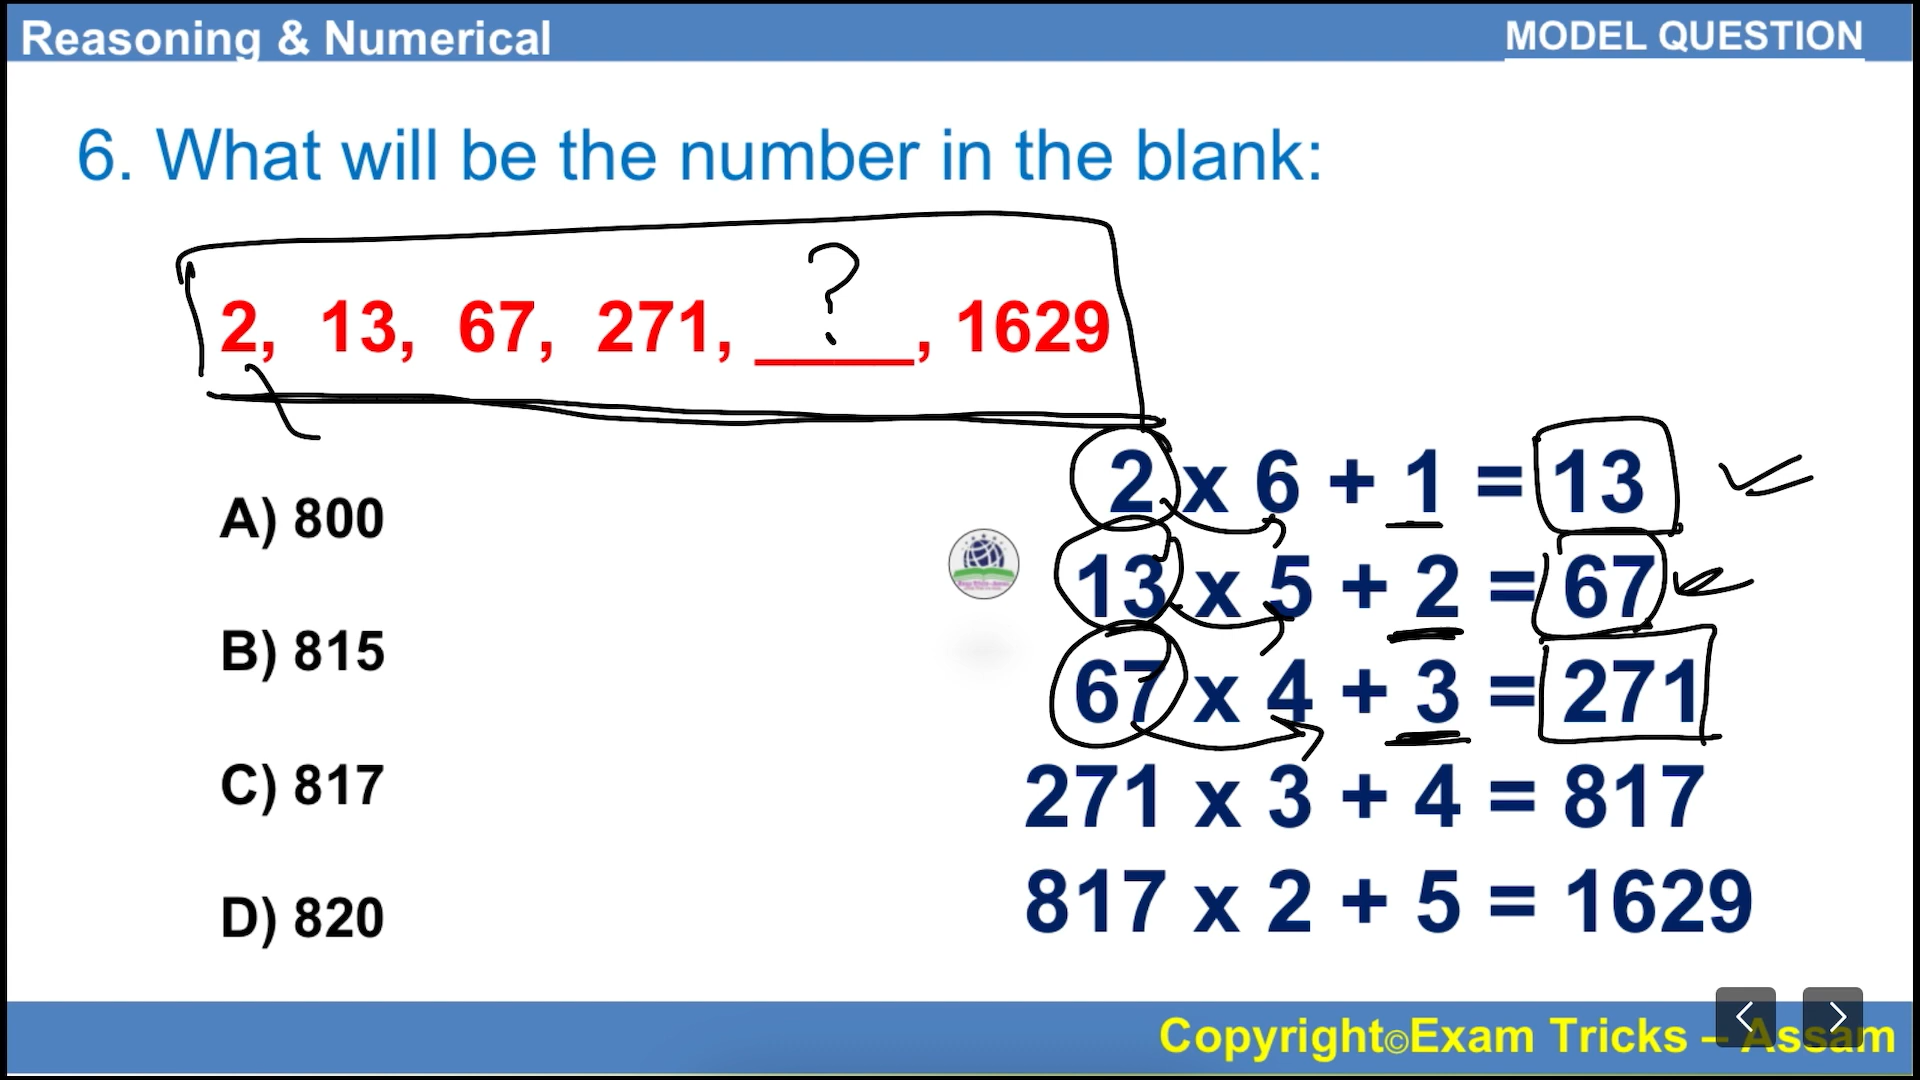 Reasoning & Numerical
MODEL QUESTION
6. What will be the number in the blank:
?
2, 13, 67, 271, ____, 1629
A) 800
B) 815
C) 817
D) 820
2 x 6 + 1 = 13
13 x 5 + 2 = 67
67 x 4 + 3 = 271
271 x 3 + 4 = 817
817 x 2 + 5 = 1629
Copyright©Exam Tricks – Assam